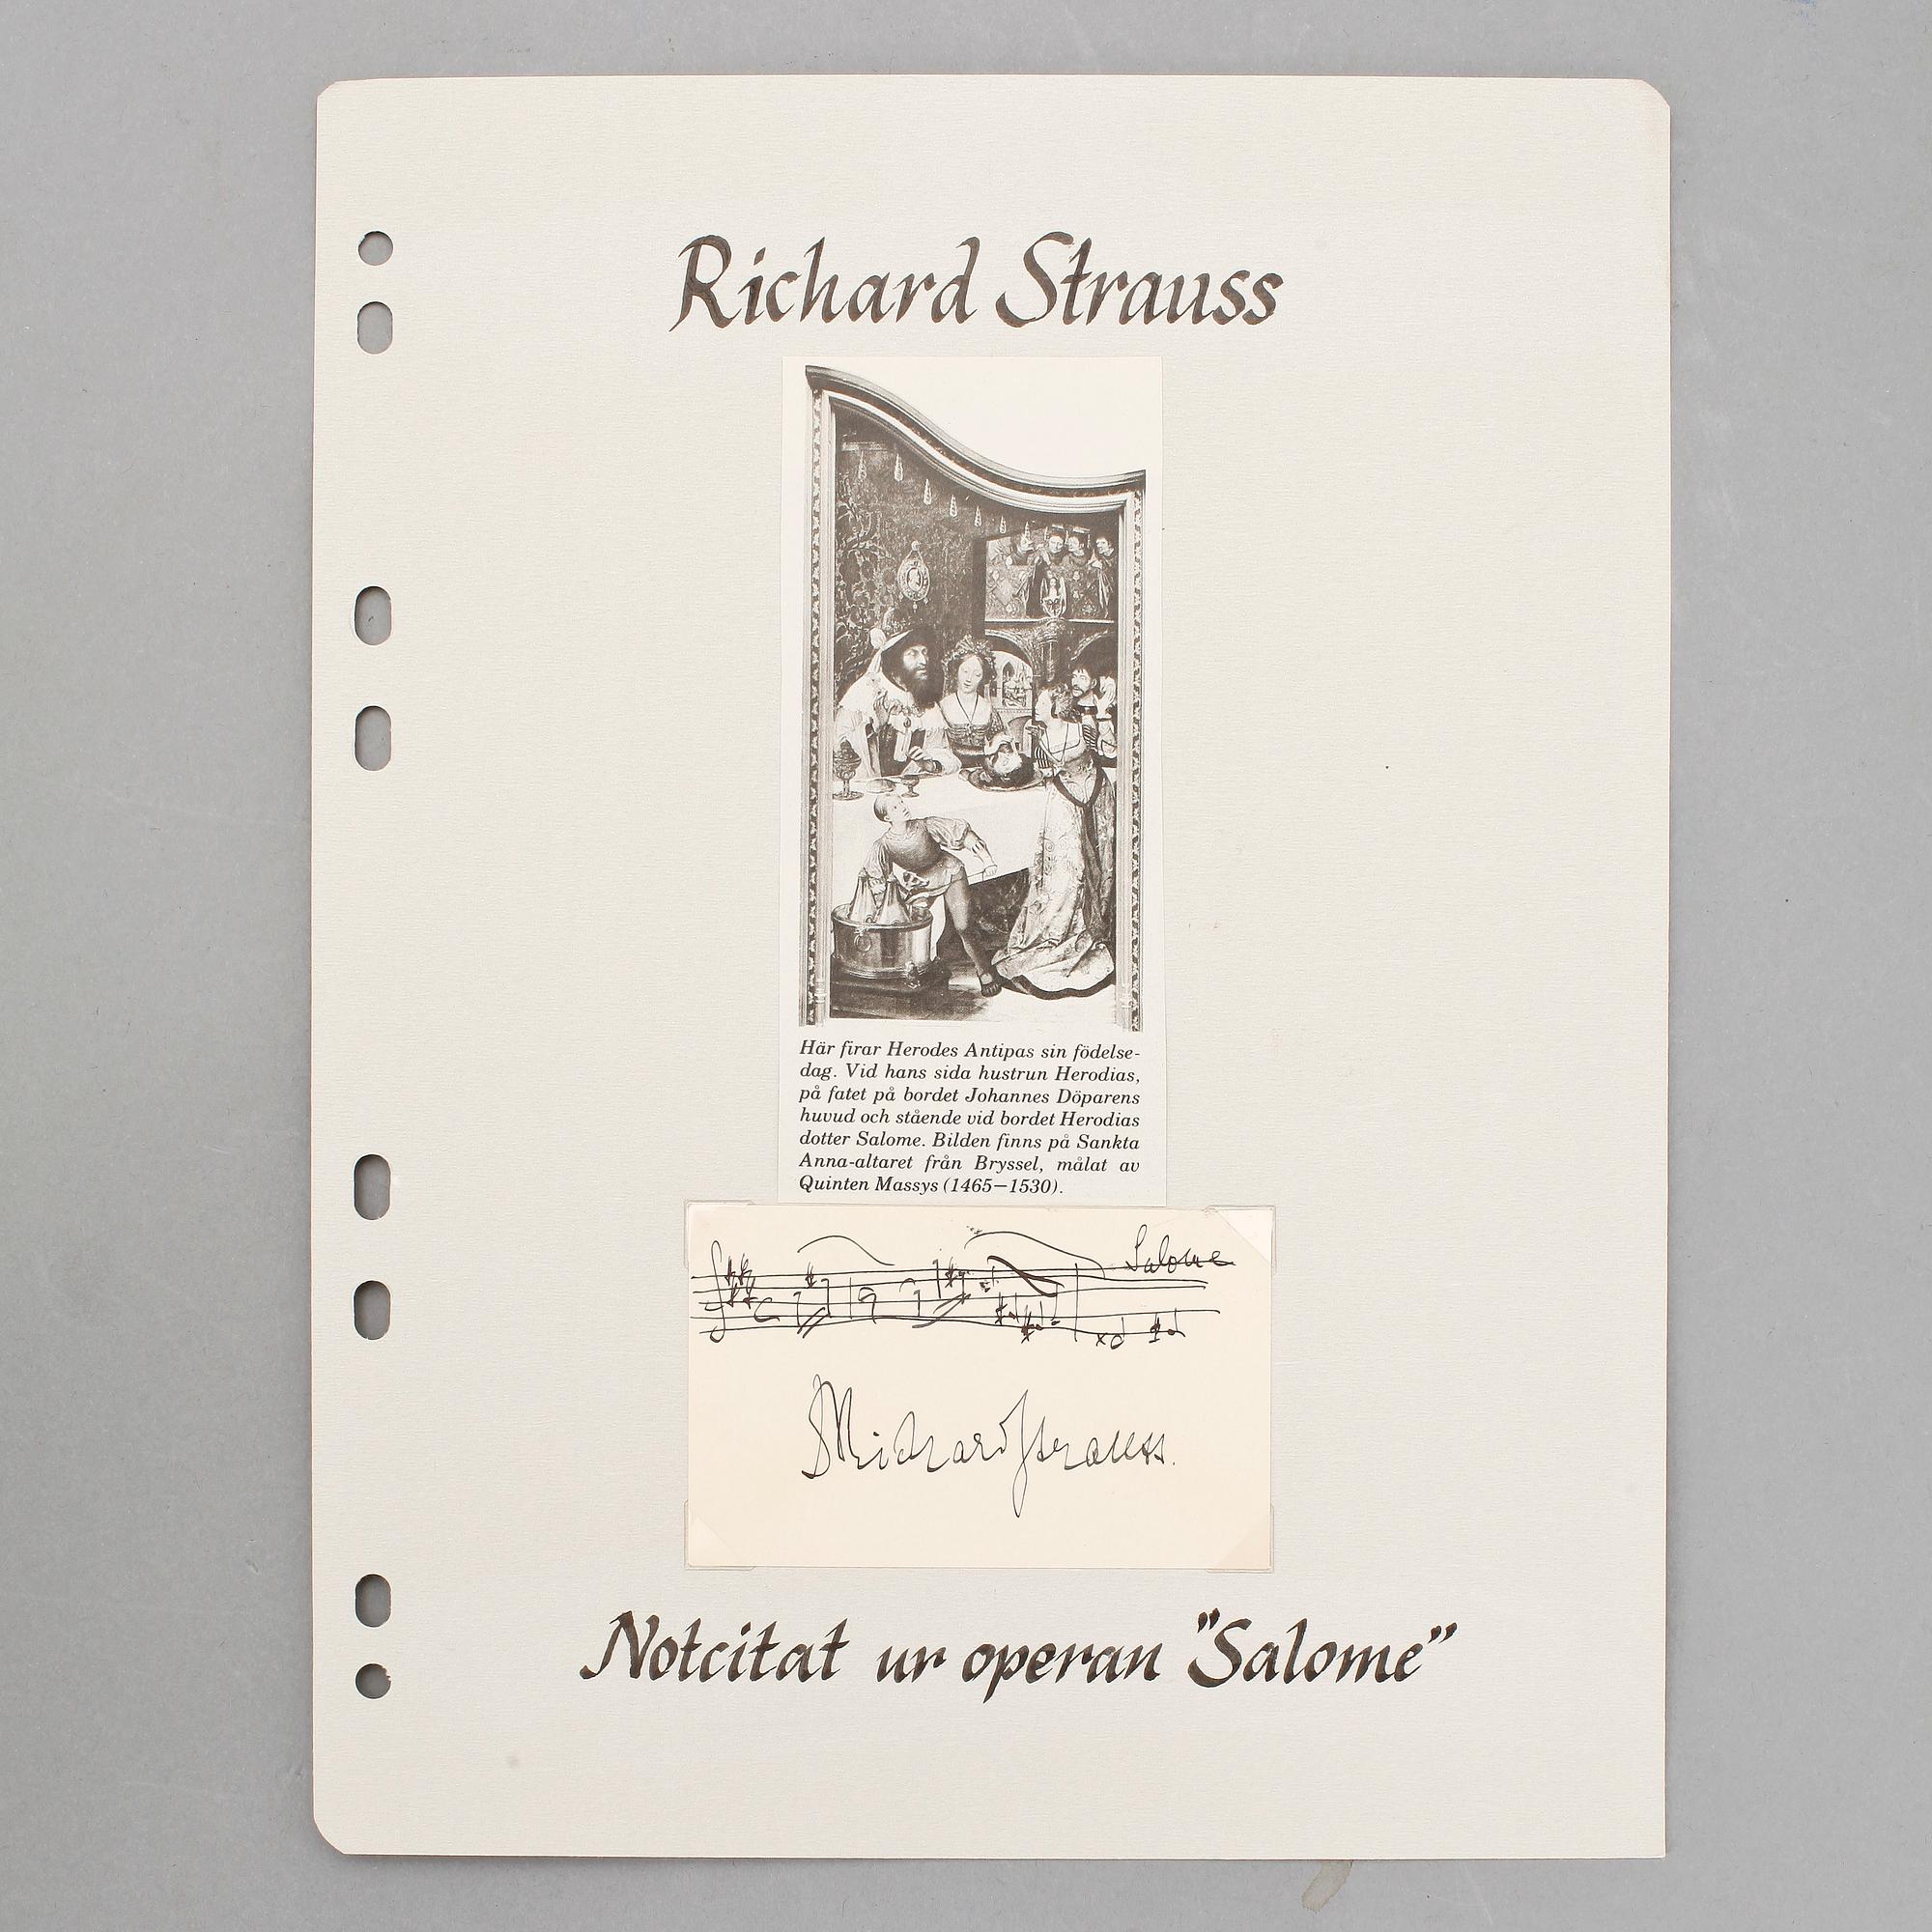 Richard Strauss
Här firar Herodes Antipas sin födelse-
dag. Vid hans sida hustrun Herodias,
på fatet på bordet Johannes Döparens
huvud och stående vid bordet Herodias
dotter Salome. Bilden finns på Sankta
Anna-altaret från Bryssel, målat av
Quinten Massys (1465—1530).
Salome
Richard Strauss.
Notcitat ur operan "Salome"